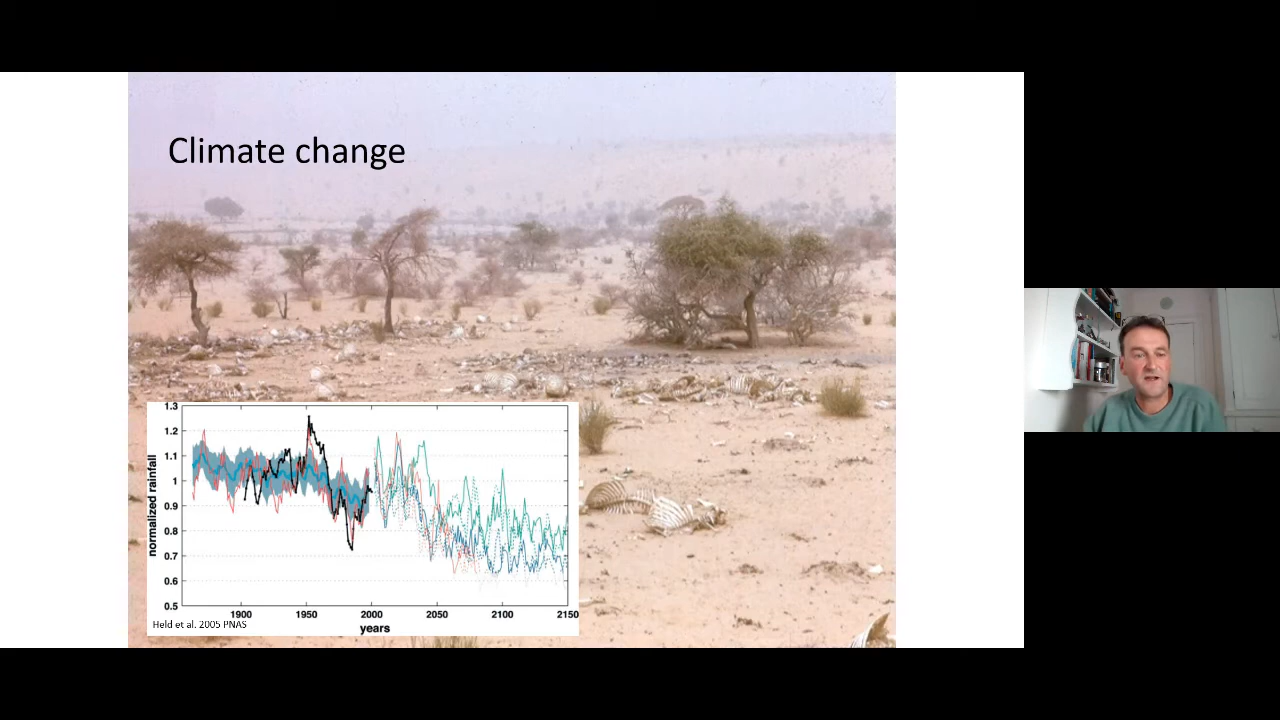 Climate change
1.3
1.2
1.1
1
0.9
0.8
0.7
0.6
0.5
normalized rainfall
1900 1950 2000 2050 2100 2150
years
Held et al. 2005 PNAS